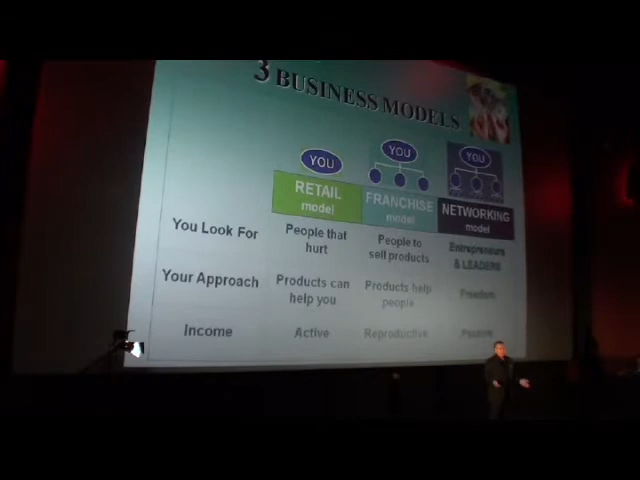 3 BUSINESS MODELS
YOU
YOU
YOU
RETAIL
model
FRANCHISE
model
NETWORKING
model
You Look For
People that
hurt
People to
sell products
Entrepreneurs
& LEADERS
Your Approach
Products can
help you
Products help
people
Freedom
Income
Active
Reproductive
Passive